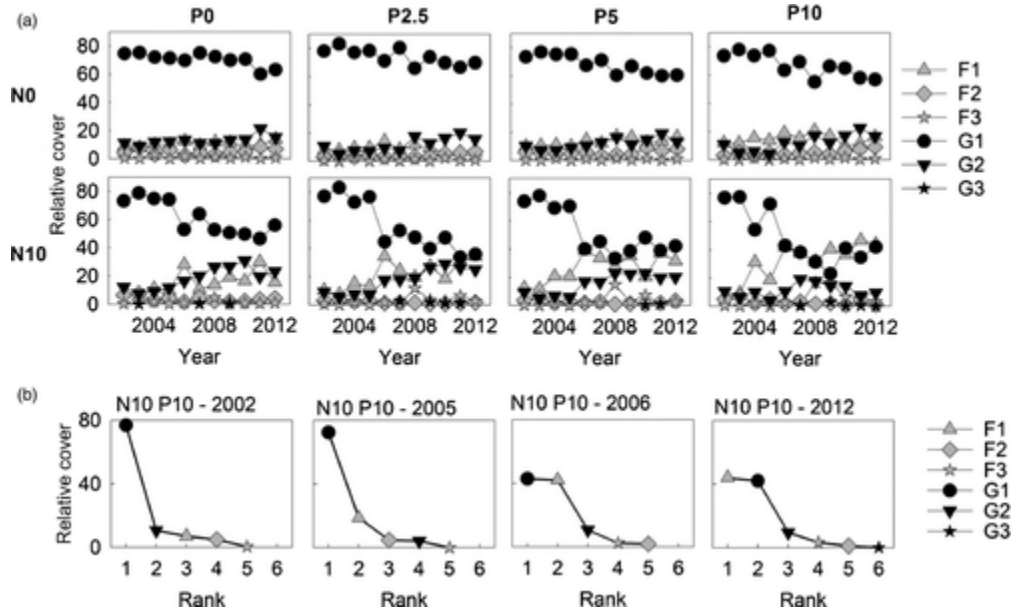 (a)
P0 P2.5 P5 P10
80
60
40
20
0
N0
F1
F2
F3
G1
G2
G3
Relative cover
80
60
40
20
0
N10
2004 2008 2012 2004 2008 2012 2004 2008 2012 2004 2008 2012
Year Year Year Year
(b)
N10 P10 - 2002 N10 P10 - 2005 N10 P10 - 2006 N10 P10 - 2012
80
40
0
Relative cover
F1
F2
F3
G1
G2
G3
1 2 3 4 5 6 1 2 3 4 5 6 1 2 3 4 5 6 1 2 3 4 5 6
Rank Rank Rank Rank